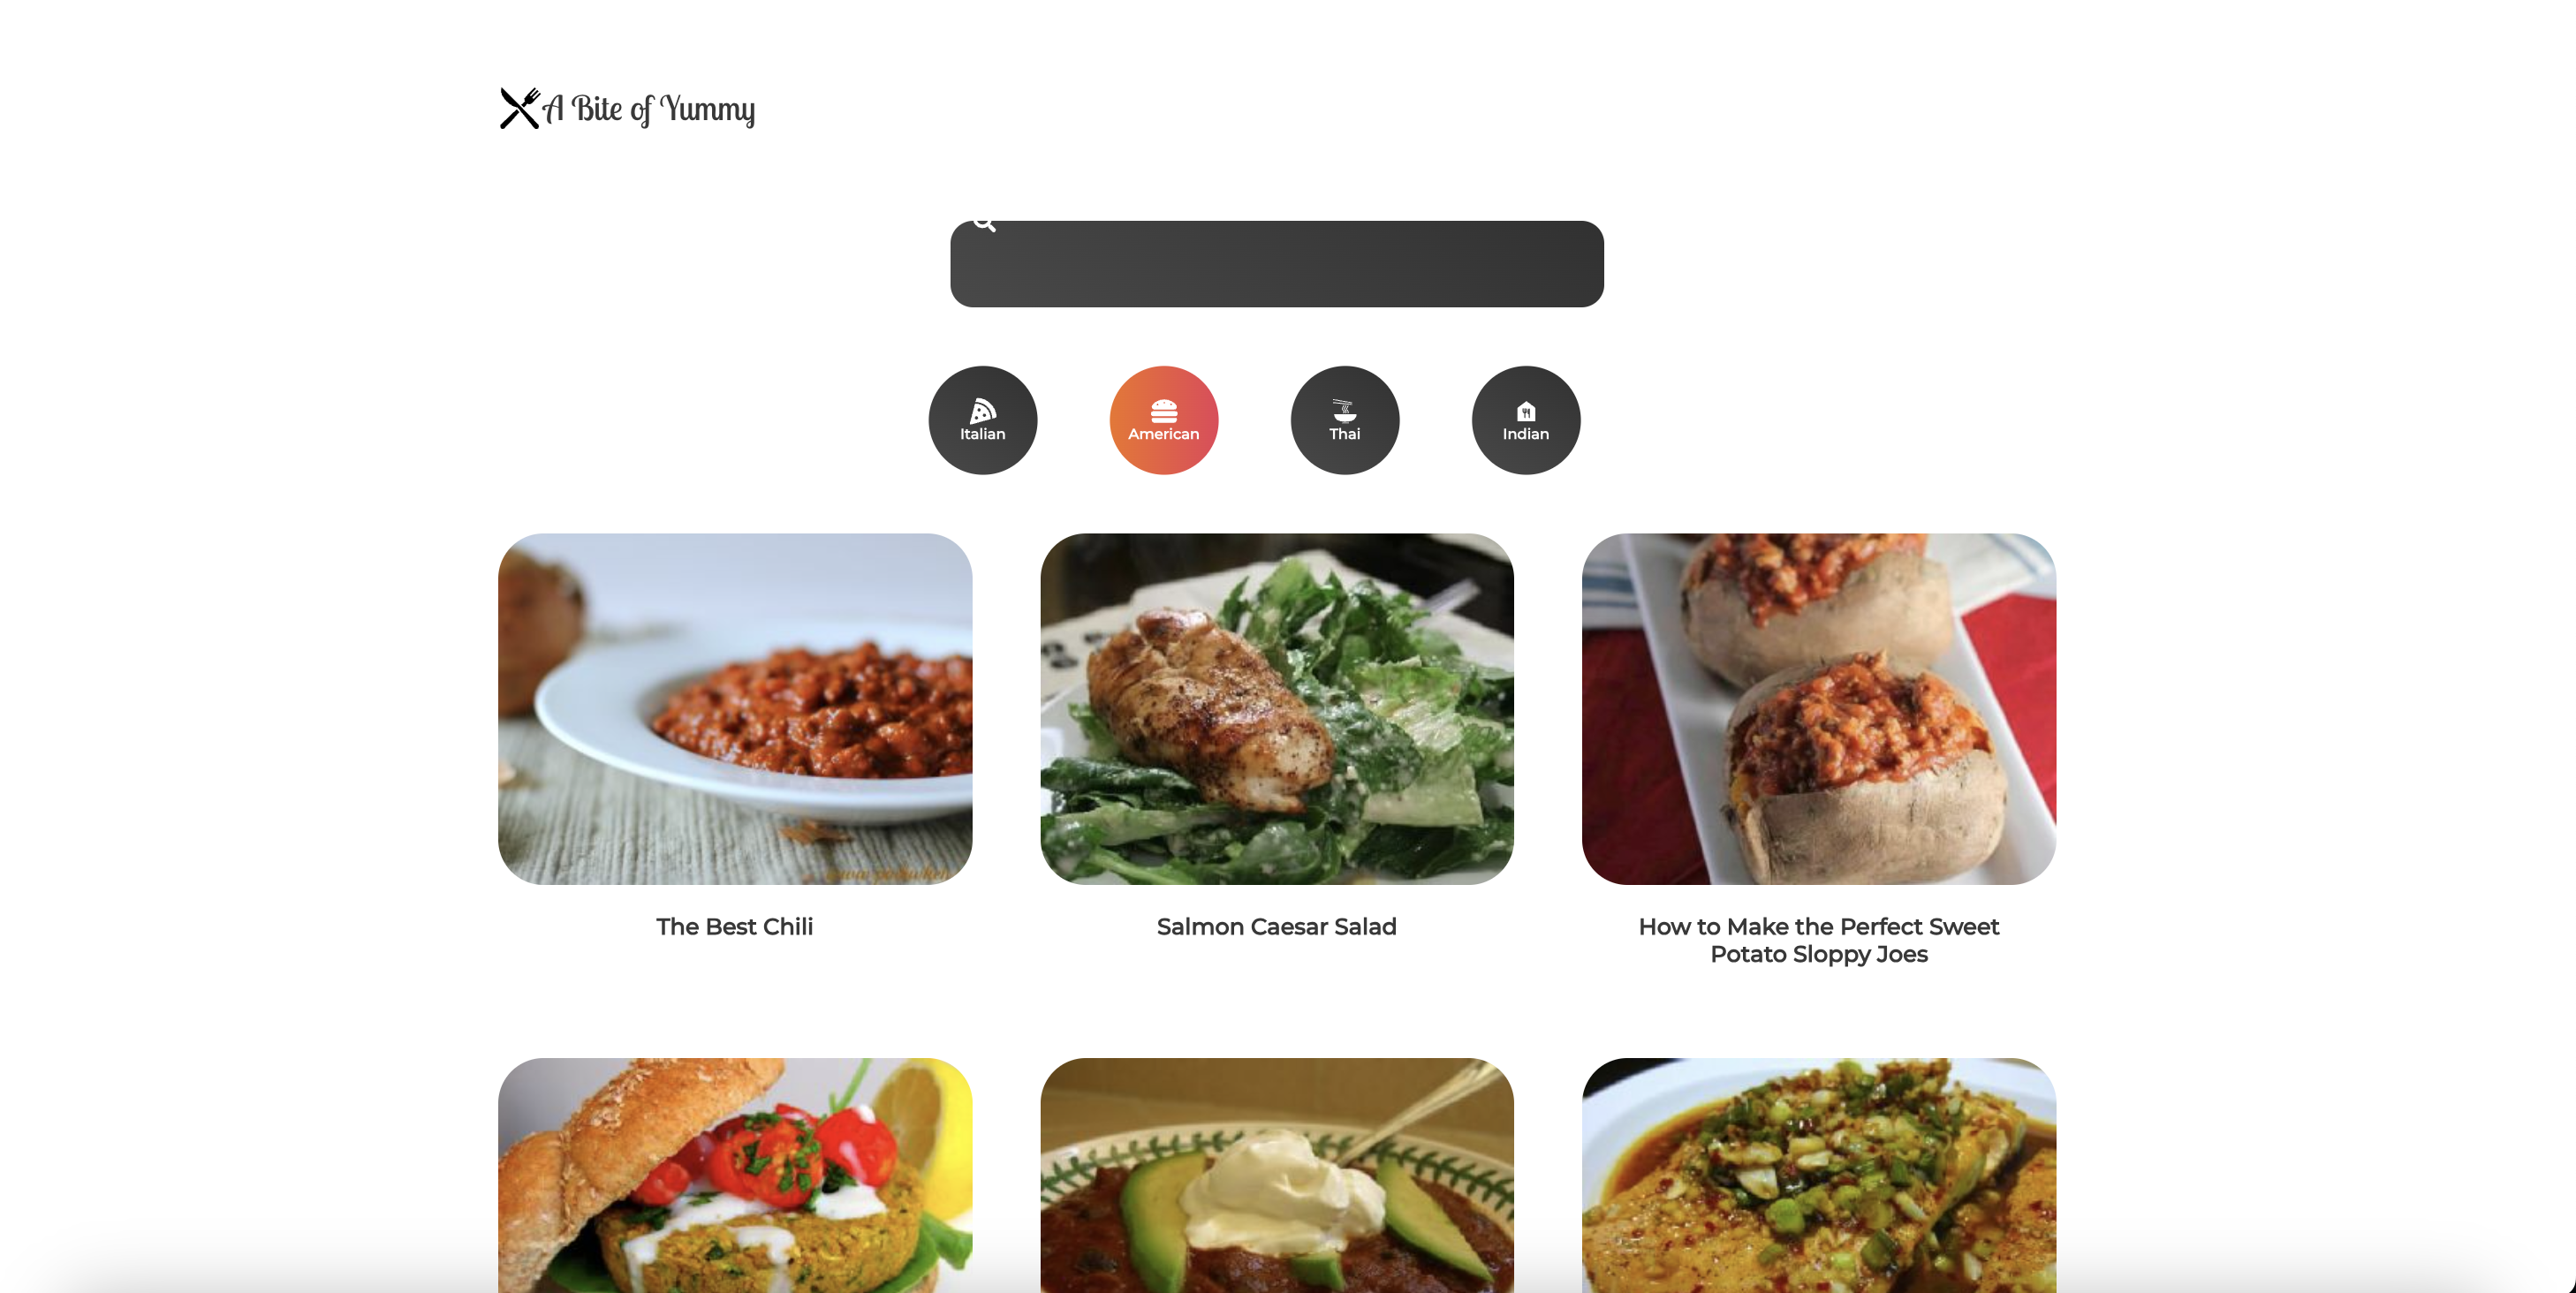 A Bite of Yummy
Italian
American
Thai
Indian
The Best Chili
Salmon Caesar Salad
How to Make the Perfect Sweet
Potato Sloppy Joes